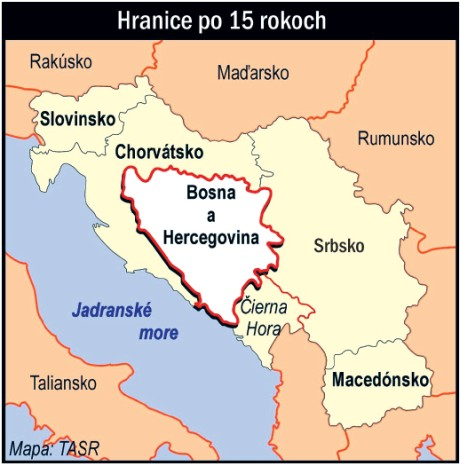 Hranice po 15 rokoch
Rakúsko
Maďarsko
Slovinsko
Rumunsko
Chorvátsko
Bosna
a
Hercegovina
Srbsko
Jadranské
more
Čierna
Hora
Taliansko
Macedónsko
Mapa: TASR